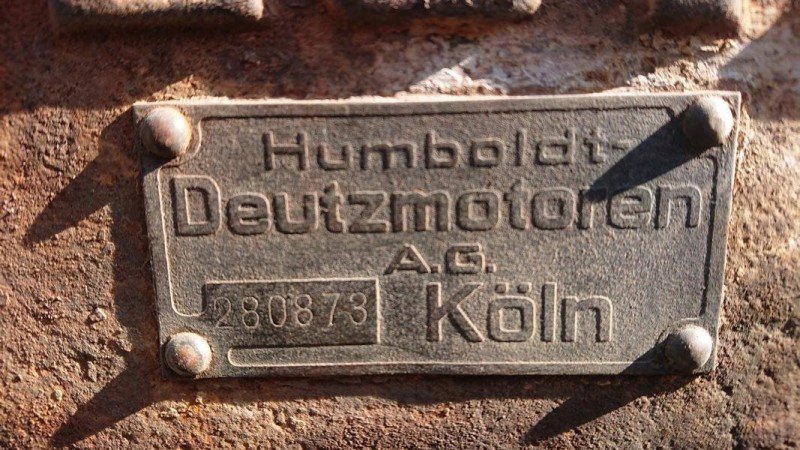 Humboldt-
Deutzmotoren
A.G.
280873 Köln